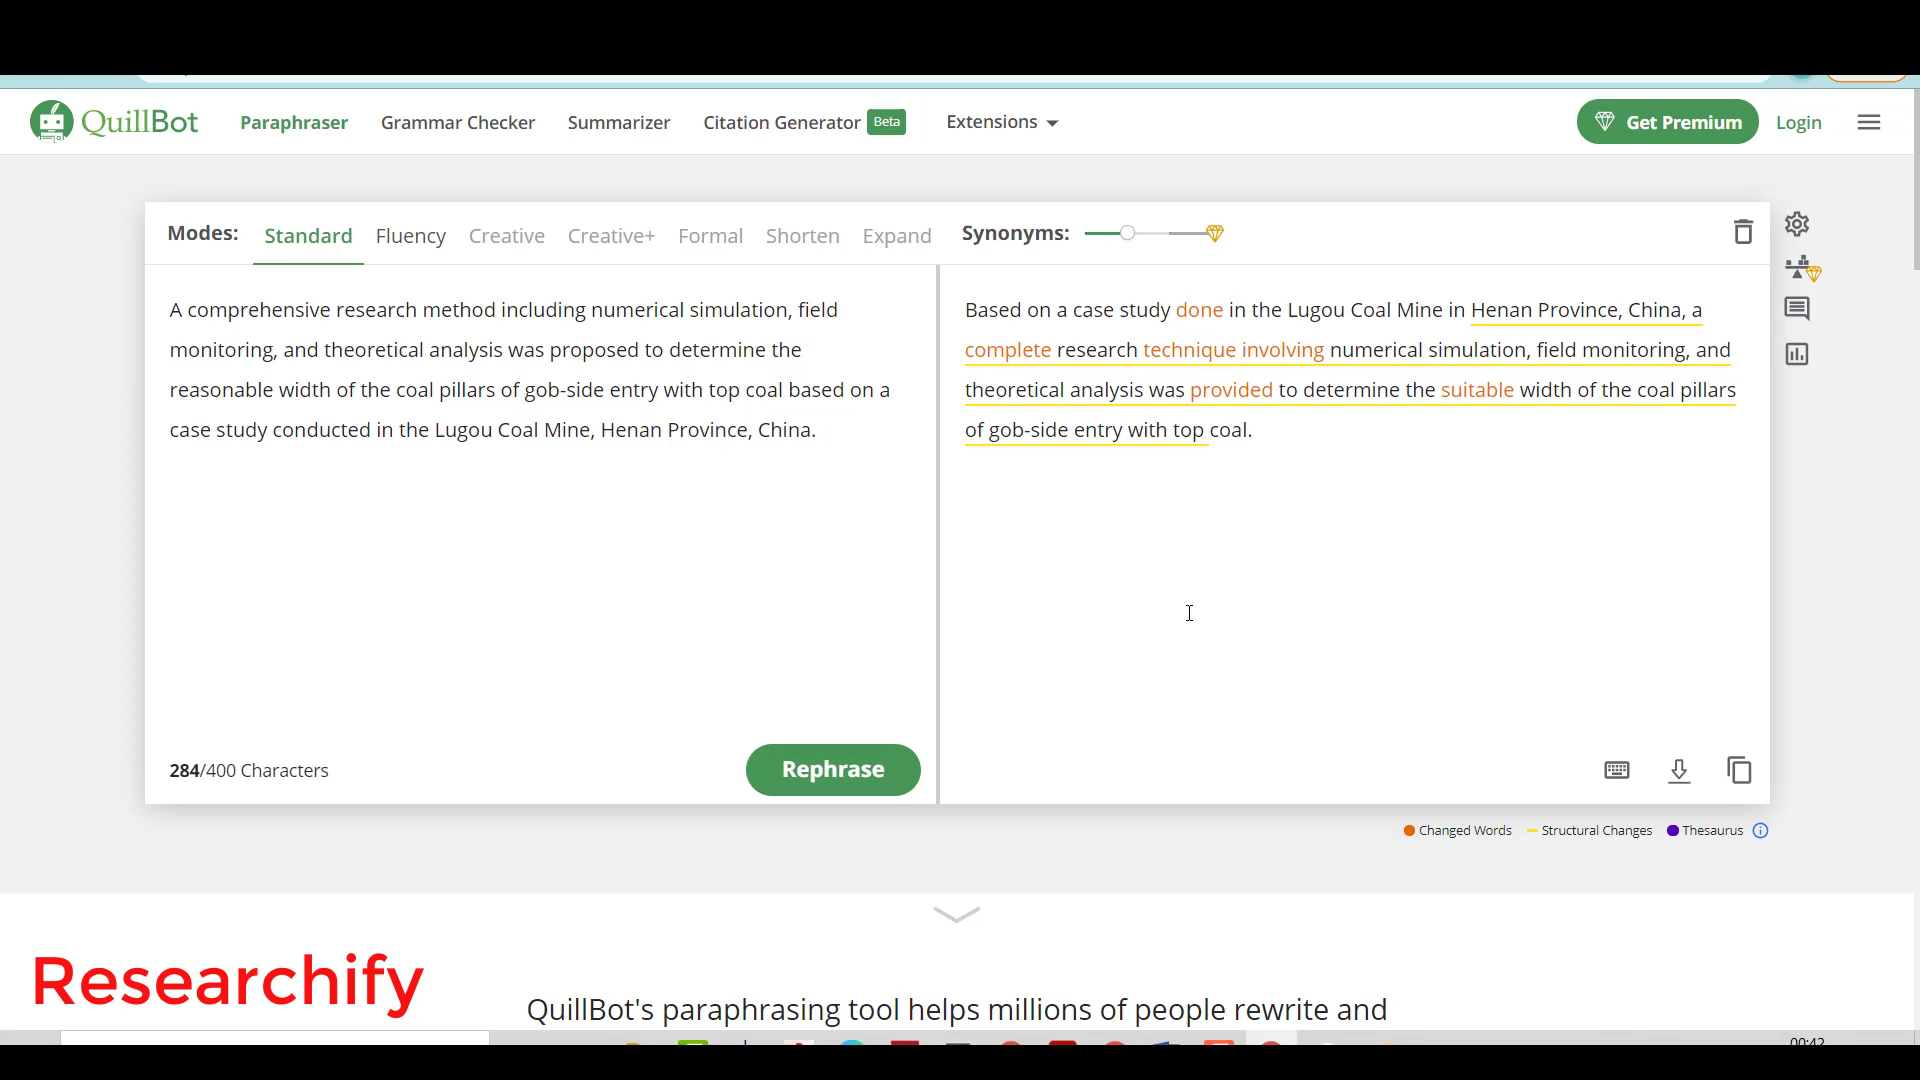 QuillBot Paraphraser Grammar Checker Summarizer Citation Generator Beta Extensions Get Premium Login
Modes: Standard Fluency Creative Creative+ Formal Shorten Expand Synonyms:
A comprehensive research method including numerical simulation, field
monitoring, and theoretical analysis was proposed to determine the
reasonable width of the coal pillars of gob-side entry with top coal based on a
case study conducted in the Lugou Coal Mine, Henan Province, China.
Based on a case study done in the Lugou Coal Mine in Henan Province, China, a
complete research technique involving numerical simulation, field monitoring, and
theoretical analysis was provided to determine the suitable width of the coal pillars
of gob-side entry with top coal.
284/400 Characters
Rephrase
Changed Words Structural Changes Thesaurus
Researchify
QuillBot's paraphrasing tool helps millions of people rewrite and
00:42